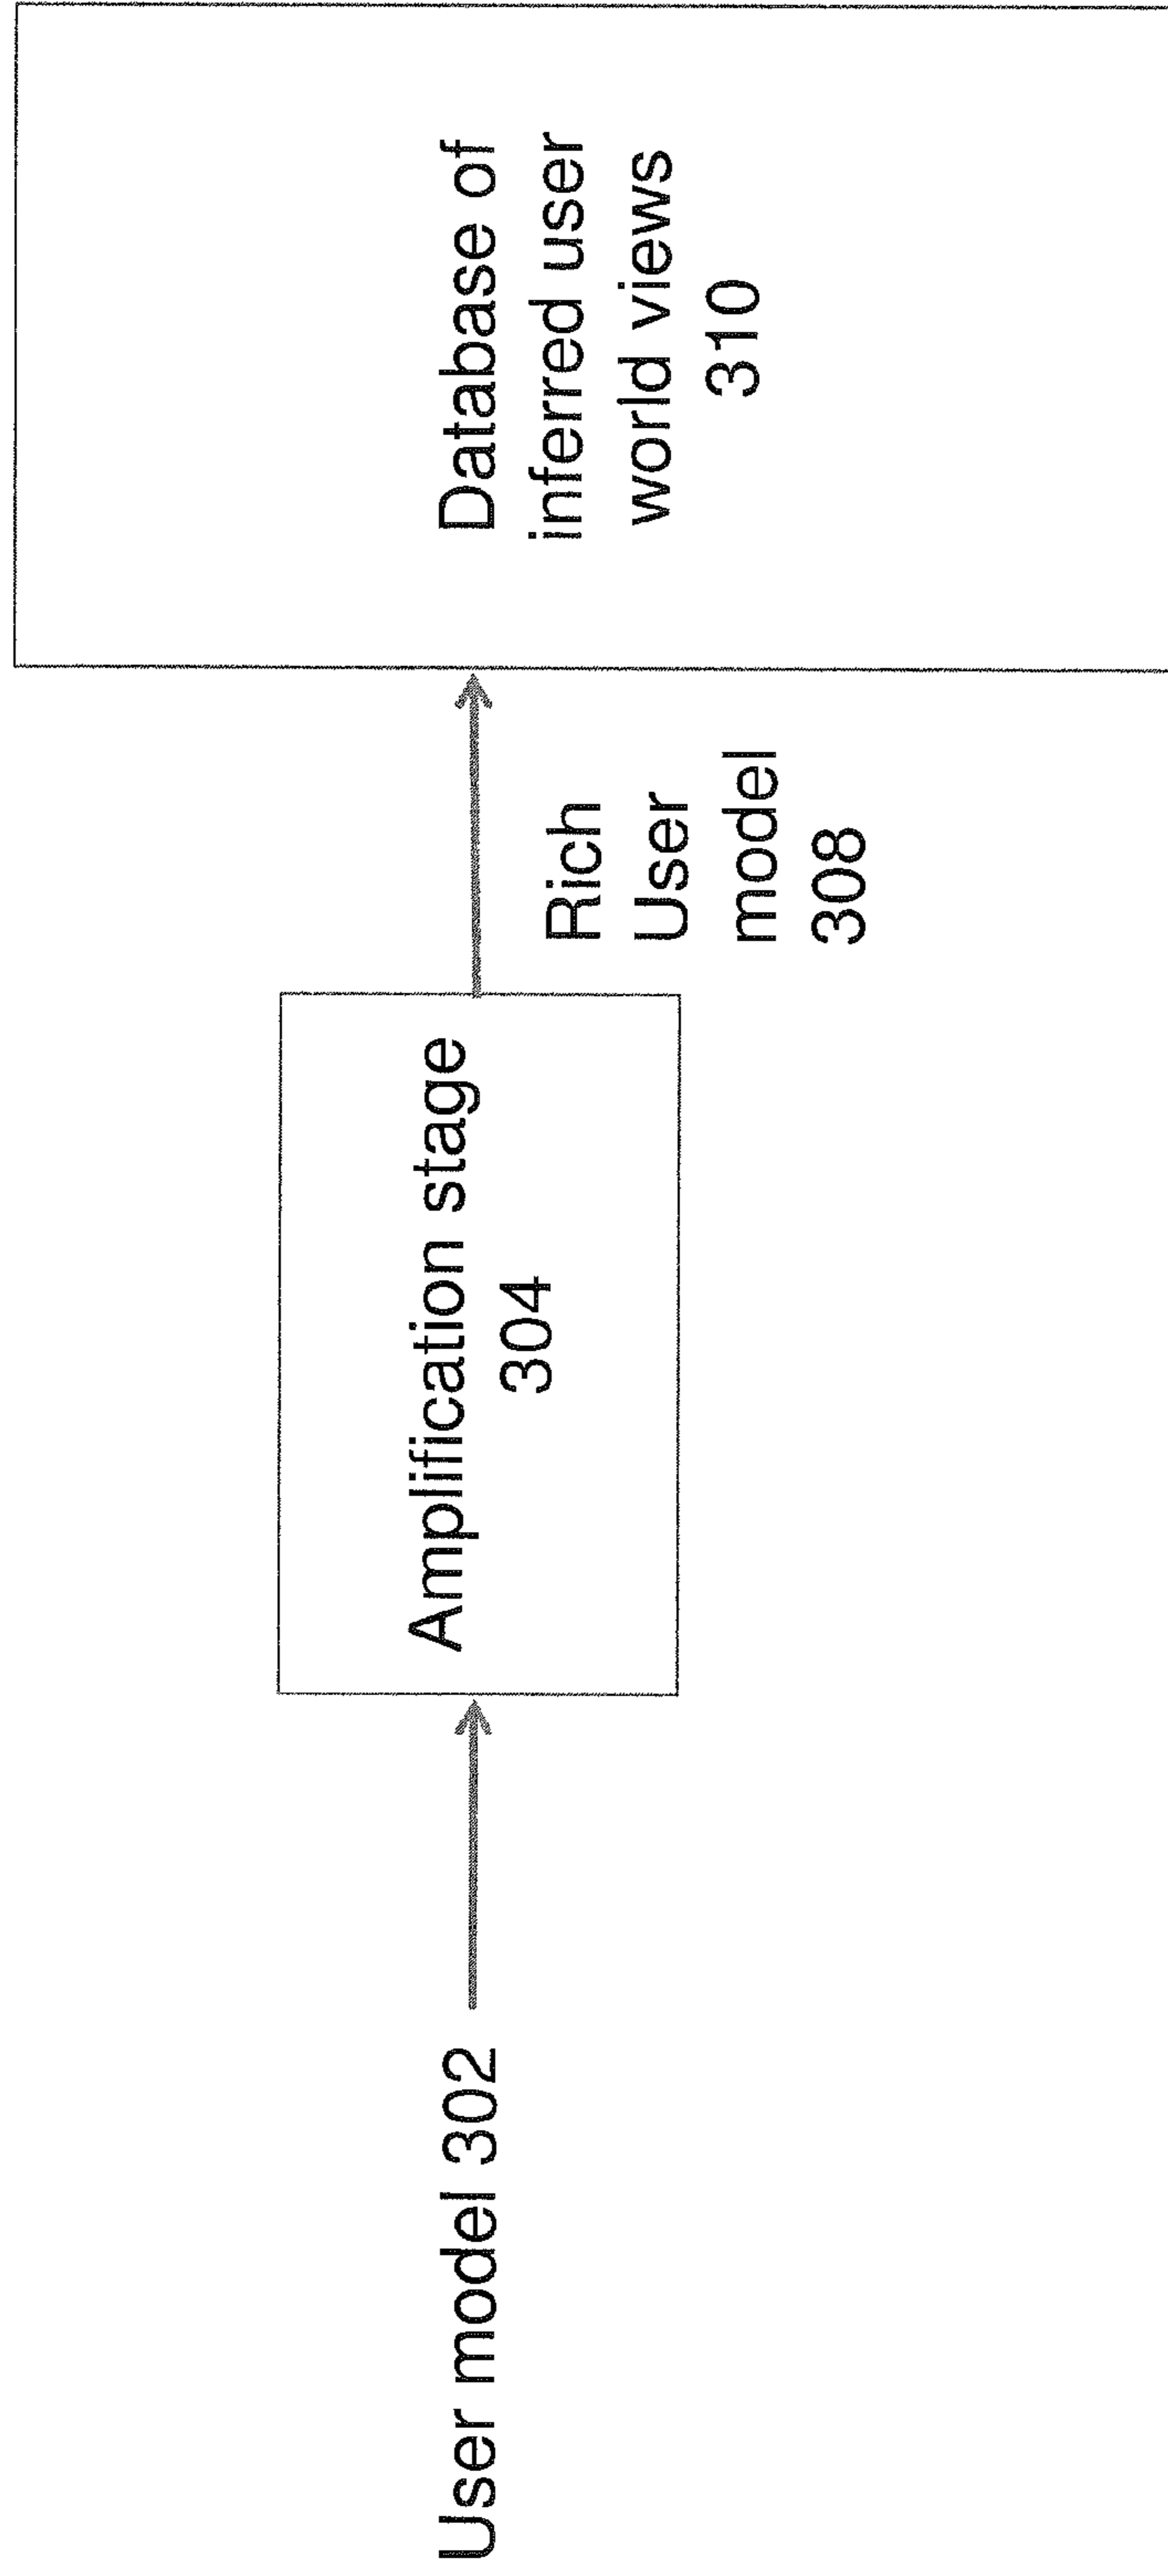 User model 302
Amplification stage
304
Rich
User
model
308
Database of
inferred user
world views
310